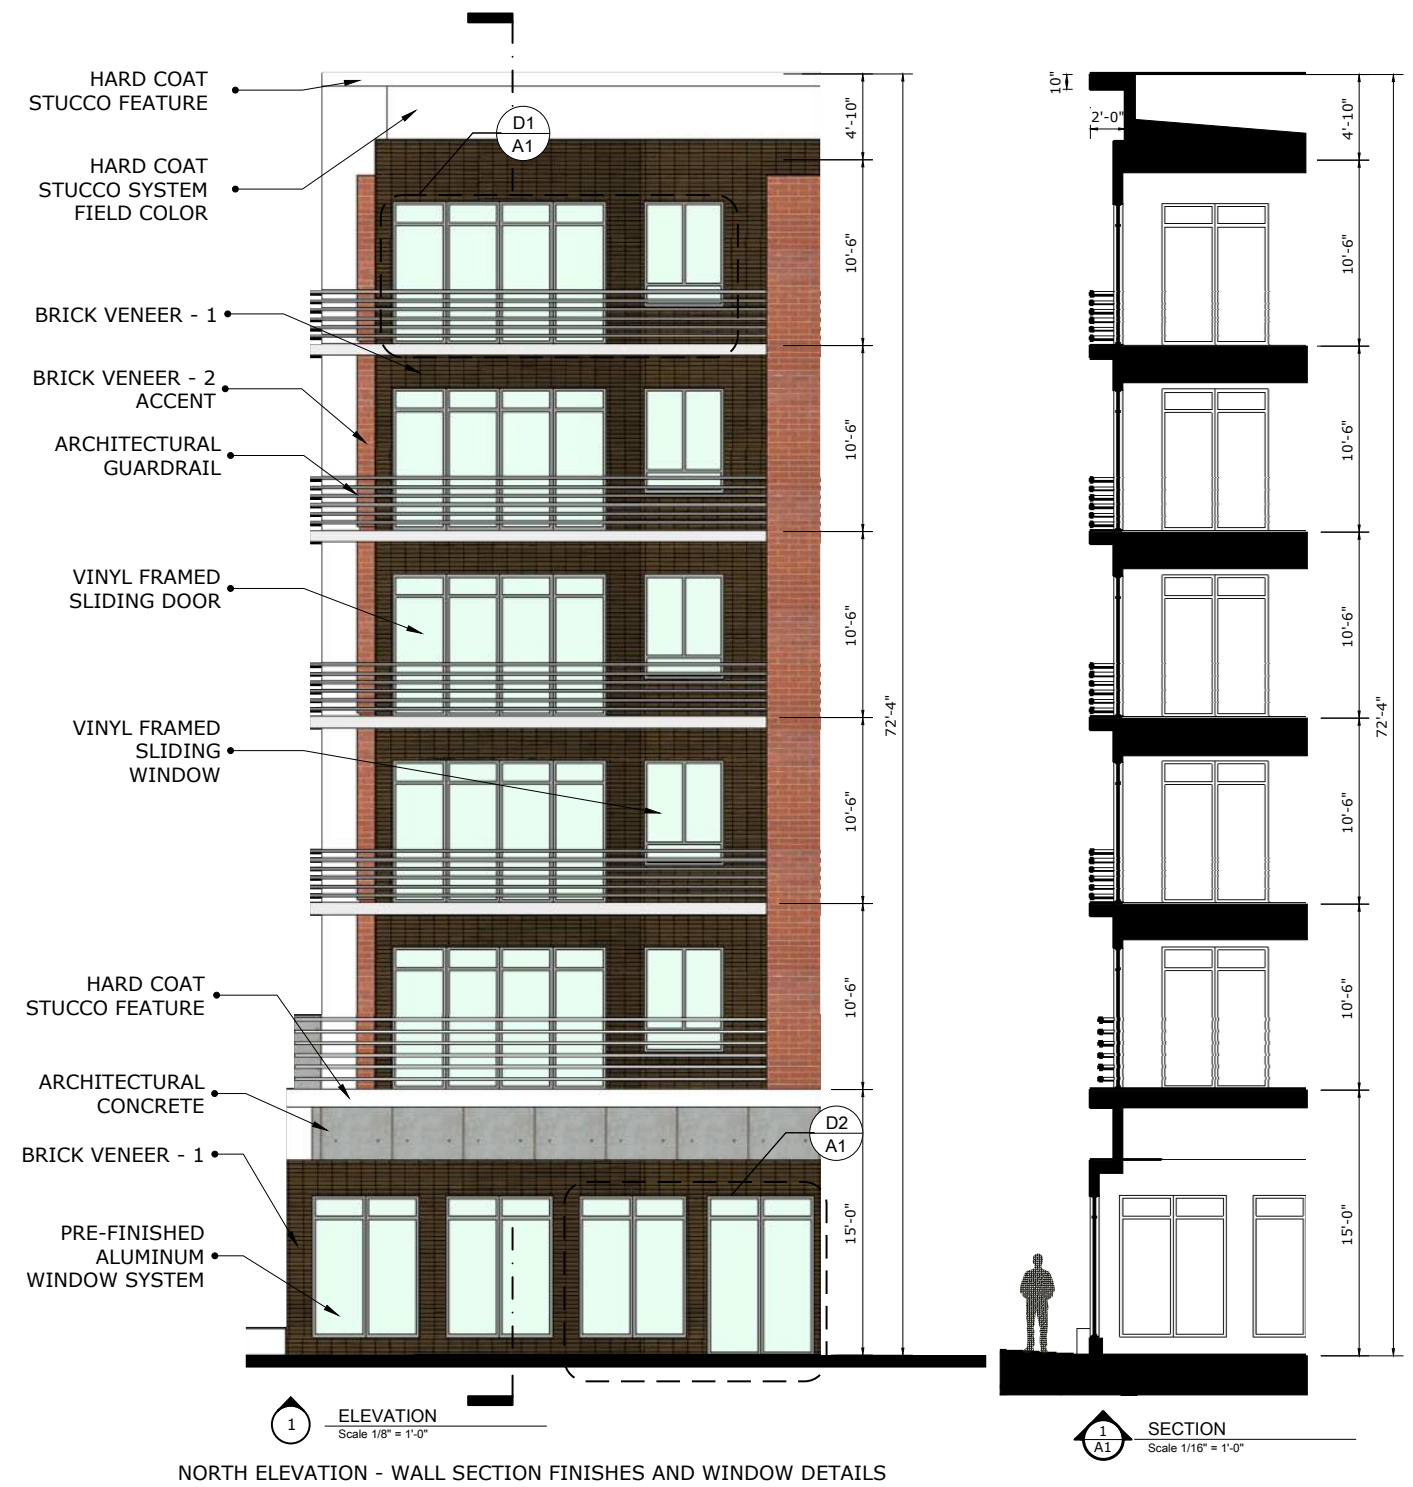 HARD COAT
STUCCO FEATURE
HARD COAT
STUCCO SYSTEM
FIELD COLOR
BRICK VENEER - 1
BRICK VENEER - 2
ACCENT
ARCHITECTURAL
GUARDRAIL
VINYL FRAMED
SLIDING DOOR
VINYL FRAMED
SLIDING
WINDOW
HARD COAT
STUCCO FEATURE
ARCHITECTURAL
CONCRETE
BRICK VENEER - 1
PRE-FINISHED
ALUMINUM
WINDOW SYSTEM
D1
A1
D2
A1
4'-10"
10'-6"
10'-6"
10'-6"
10'-6"
10'-6"
15'-0"
72'-4"
10"
2'-0"
4'-10"
10'-6"
10'-6"
10'-6"
10'-6"
10'-6"
15'-0"
72'-4"
1
ELEVATION
Scale 1/8" = 1'-0"
1
A1
SECTION
Scale 1/16" = 1'-0"
NORTH ELEVATION - WALL SECTION FINISHES AND WINDOW DETAILS